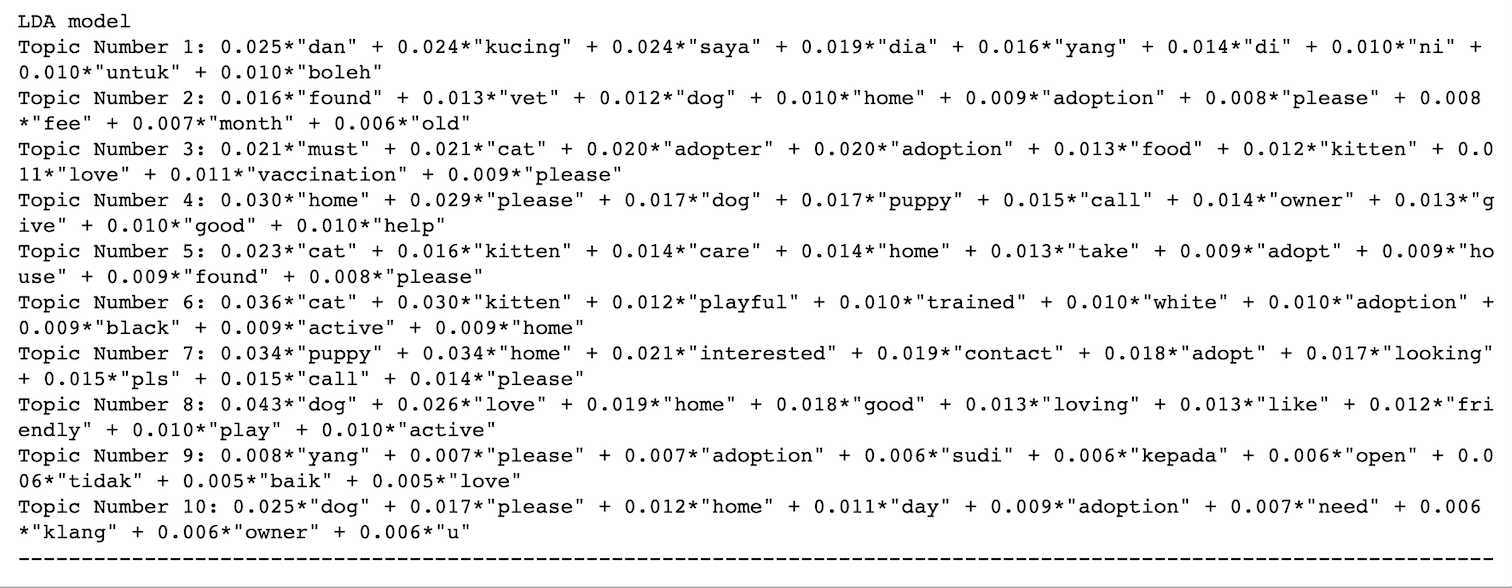 LDA model
Topic Number 1: 0.025*"dan" + 0.024*"kucing" + 0.024*"saya" + 0.019*"dia" + 0.016*"yang" + 0.014*"di" + 0.010*"ni" +
0.010*"untuk" + 0.010*"boleh"
Topic Number 2: 0.016*"found" + 0.013*"vet" + 0.012*"dog" + 0.010*"home" + 0.009*"adoption" + 0.008*"please" + 0.008
*"fee" + 0.007*"month" + 0.006*"old"
Topic Number 3: 0.021*"must" + 0.021*"cat" + 0.020*"adopter" + 0.020*"adoption" + 0.013*"food" + 0.012*"kitten" + 0.0
11*"love" + 0.011*"vaccination" + 0.009*"please"
Topic Number 4: 0.030*"home" + 0.029*"please" + 0.017*"dog" + 0.017*"puppy" + 0.015*"call" + 0.014*"owner" + 0.013*"g
ive" + 0.010*"good" + 0.010*"help"
Topic Number 5: 0.023*"cat" + 0.016*"kitten" + 0.014*"care" + 0.014*"home" + 0.013*"take" + 0.009*"adopt" + 0.009*"ho
use" + 0.009*"found" + 0.008*"please"
Topic Number 6: 0.036*"cat" + 0.030*"kitten" + 0.012*"playful" + 0.010*"trained" + 0.010*"white" + 0.010*"adoption" +
0.009*"black" + 0.009*"active" + 0.009*"home"
Topic Number 7: 0.034*"puppy" + 0.034*"home" + 0.021*"interested" + 0.019*"contact" + 0.018*"adopt" + 0.017*"looking"
+ 0.015*"pls" + 0.015*"call" + 0.014*"please"
Topic Number 8: 0.043*"dog" + 0.026*"love" + 0.019*"home" + 0.018*"good" + 0.013*"loving" + 0.013*"like" + 0.012*"fri
endly" + 0.010*"play" + 0.010*"active"
Topic Number 9: 0.008*"yang" + 0.007*"please" + 0.007*"adoption" + 0.006*"sudi" + 0.006*"kepada" + 0.006*"open" + 0.0
06*"tidak" + 0.005*"baik" + 0.005*"love"
Topic Number 10: 0.025*"dog" + 0.017*"please" + 0.012*"home" + 0.011*"day" + 0.009*"adoption" + 0.007*"need" + 0.006
*"klang" + 0.006*"owner" + 0.006*"u"
---------------------------------------------------------------------------------------------------------------------